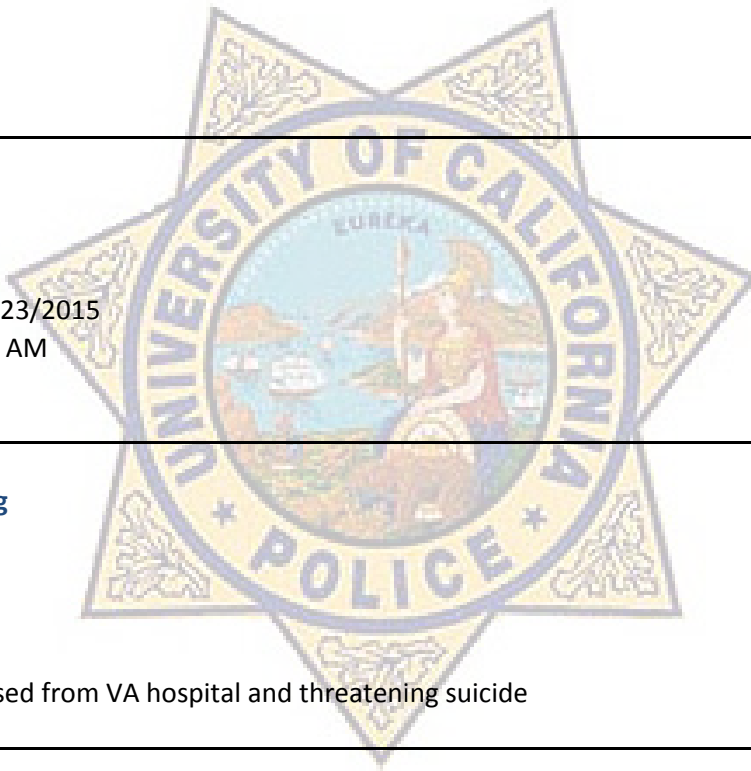 UNIVERSITY OF CALIFORNIA
EUREKA
23/2015
AM
g
POLICE
sed from VA hospital and threatening suicide